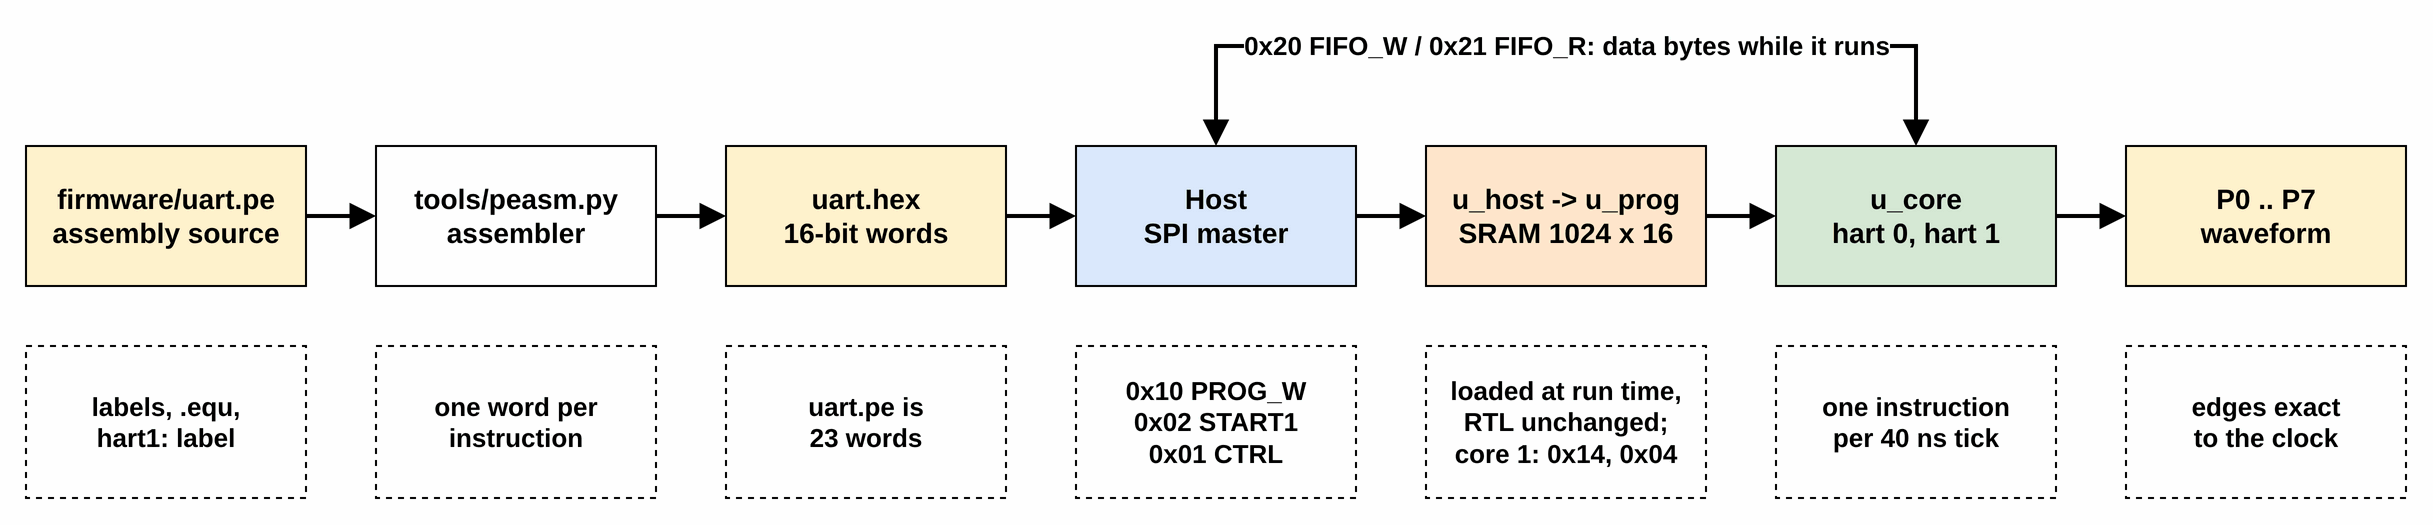 0x20 FIFO_W / 0x21 FIFO_R: data bytes while it runs
firmware/uart.pe
assembly source
tools/peasm.py
assembler
uart.hex
16-bit words
Host
SPI master
u_host -> u_prog
SRAM 1024 x 16
u_core
hart 0, hart 1
P0 .. P7
waveform
labels, .equ,
hart1: label
one word per
instruction
uart.pe is
23 words
0x10 PROG_W
0x02 START1
0x01 CTRL
loaded at run time,
RTL unchanged;
core 1: 0x14, 0x04
one instruction
per 40 ns tick
edges exact
to the clock